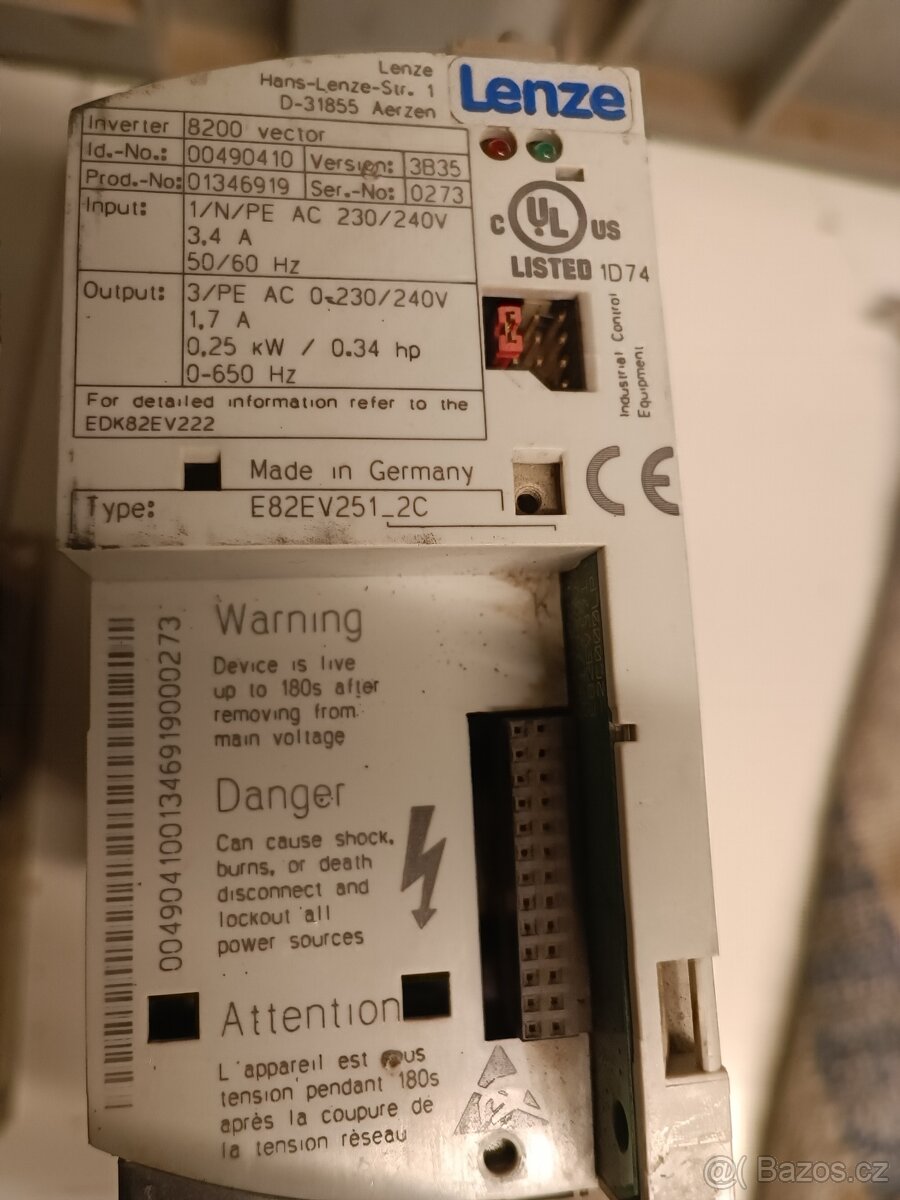 Lenze
Hans-Lenze-Str. 1
D-31855 Aerzen
Lenze
Inverter 8200 vector
Id.-No.: 00490410 Version: 3B35
Prod.-No: 01346919 Ser.-No: 0273
Input: 1/N/PE AC 230/240V
3,4 A
50/60 Hz
Output: 3/PE AC 0-230/240V
1,7 A
0,25 kW / 0.34 hp
0-650 Hz
For detailed information refer to the
EDK82EV222
C UL US
LISTED 1D74
Industrial Control
Equipment
Made in Germany
CE
Type: E82EV251_2C
0049041001346919000273
Warning
Device is live
up to 180s after
removing from
main voltage
Danger
Can cause shock,
burns, or death
disconnect and
lockout all
power sources
Attention
L'appareil est sous
tension pendant 180s
après la coupure de
la tension réseau
@( Bazos.cz